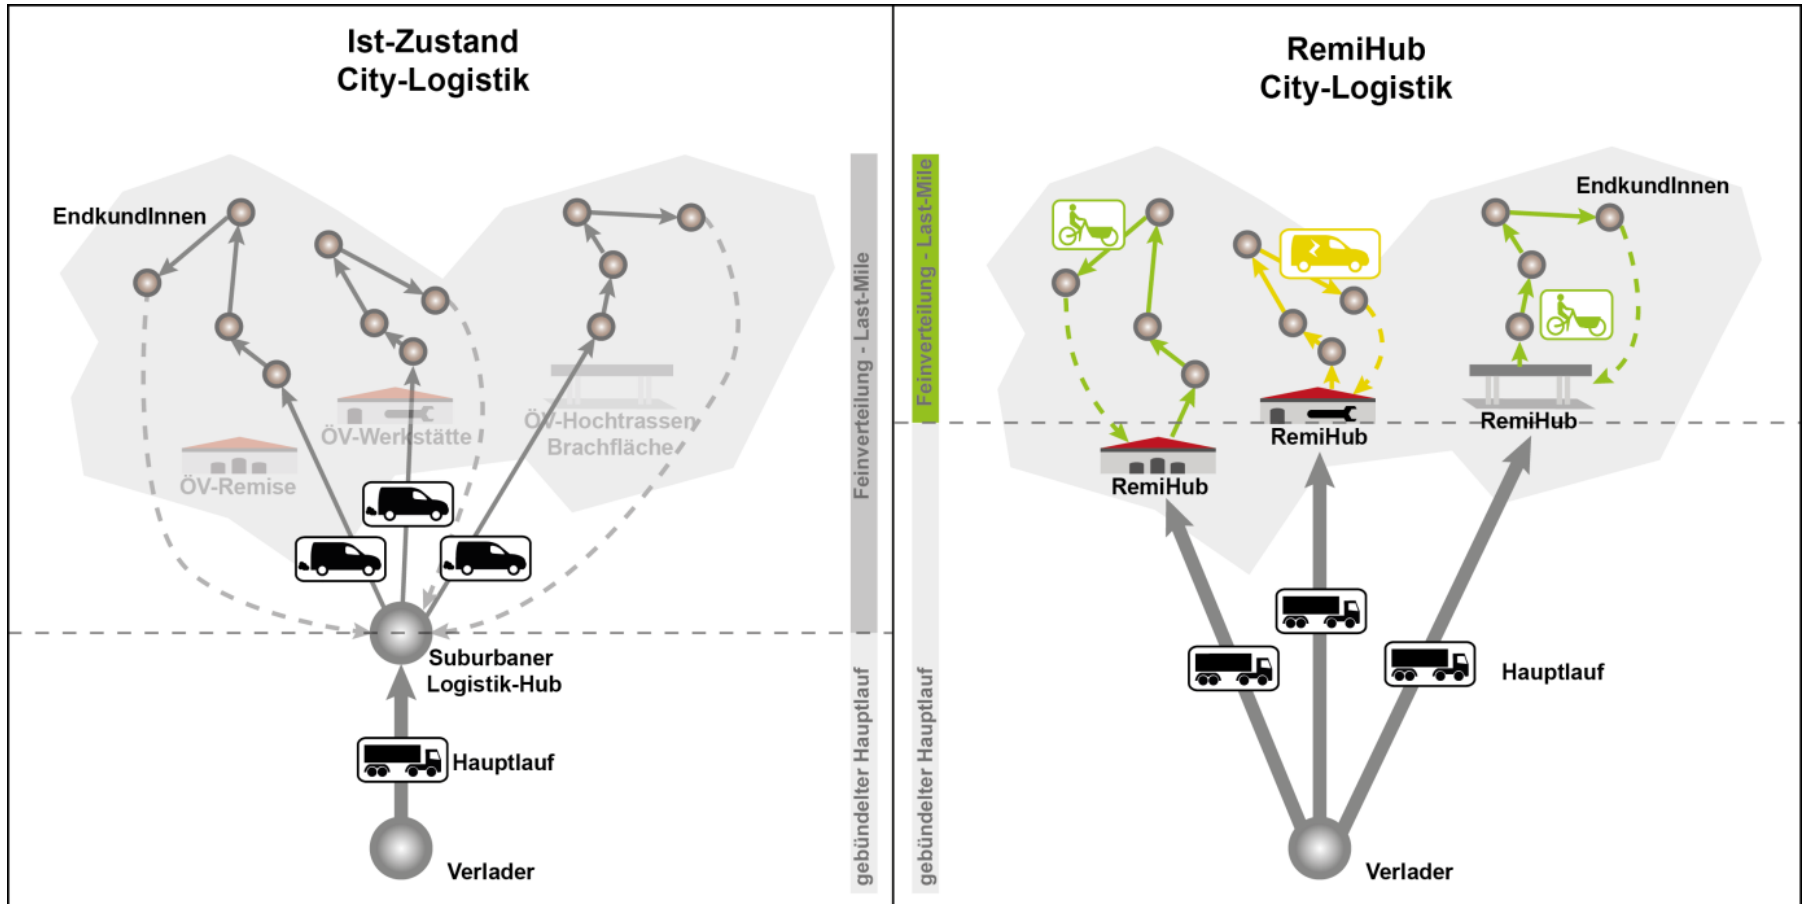 Ist-Zustand
City-Logistik
EndkundInnen
ÖV-Werkstätte
ÖV-Hochtrassen
Brachfläche
ÖV-Remise
Suburbaner
Logistik-Hub
Hauptlauf
Verlader
Feinverteilung - Last-Mile
gebündelter Hauptlauf
RemiHub
City-Logistik
Feinverteilung - Last-Mile
gebündelter Hauptlauf
EndkundInnen
RemiHub
RemiHub
RemiHub
Hauptlauf
Verlader